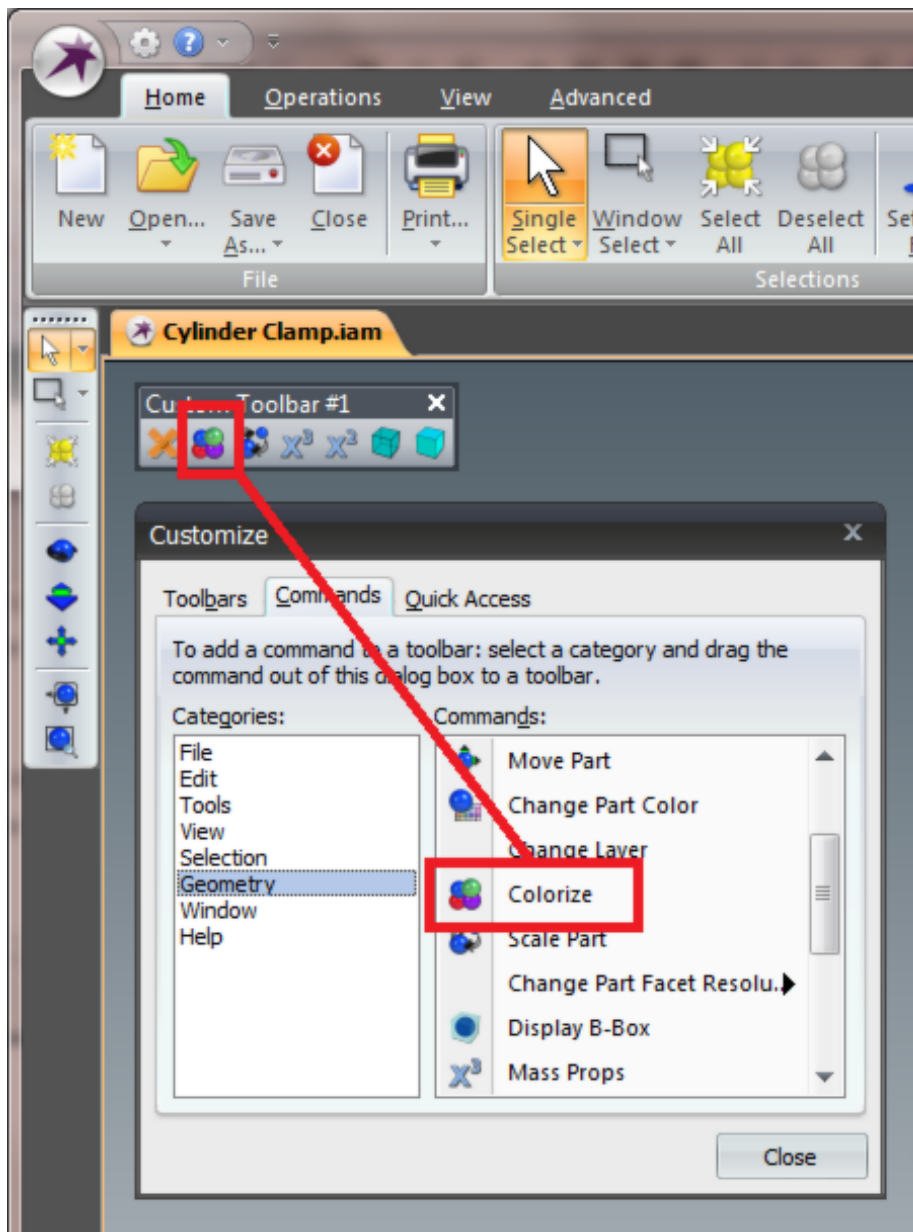 Home Operations View Advanced
New Open... Save As... Close Print... Single Select Window Select Select All Deselect All
File Selections
Cylinder Clamp.iam
Toolbar #1
Customize
Toolbars Commands Quick Access
To add a command to a toolbar: select a category and drag the
command out of this dialog box to a toolbar.
Categories: Commands:
File
Edit
Tools
View
Selection
Geometry
Window
Help
Move Part
Change Part Color
Change Layer
Colorize
Scale Part
Change Part Facet Resolu..
Display B-Box
Mass Props
Close